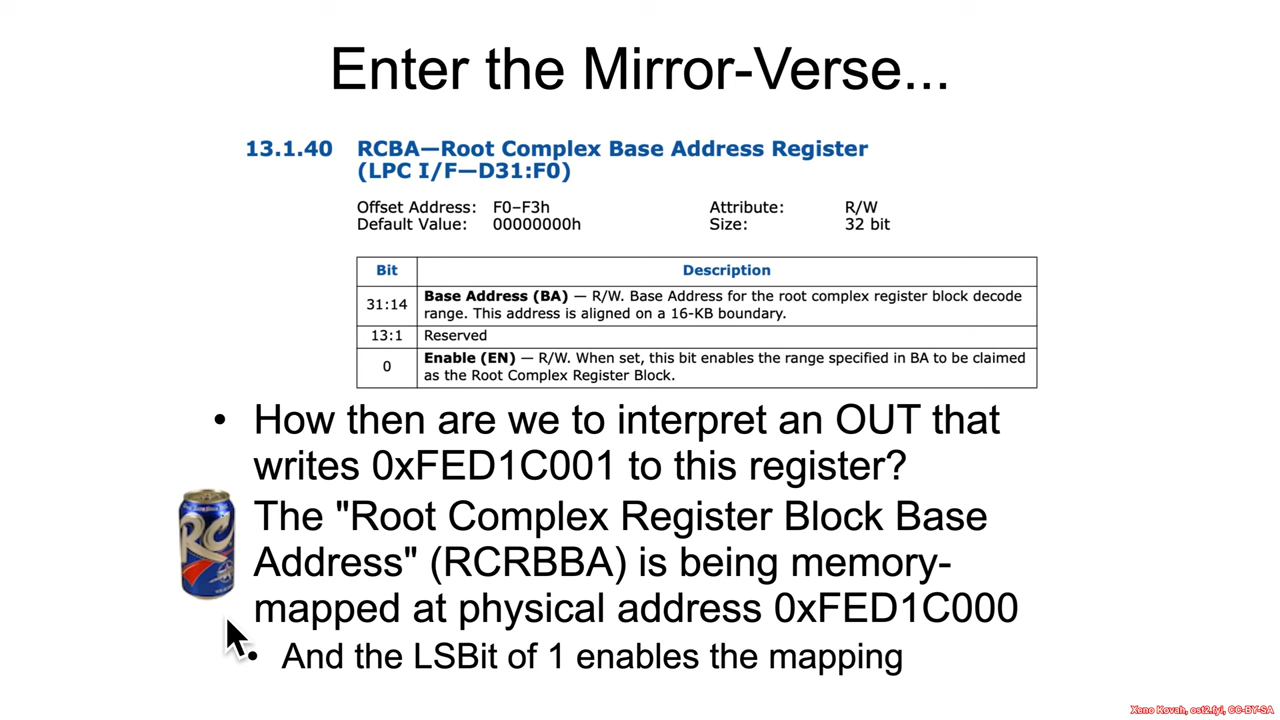 Enter the Mirror-Verse...
13.1.40 RCBA—Root Complex Base Address Register
(LPC I/F—D31:F0)
Offset Address: F0–F3h Attribute: R/W
Default Value: 00000000h Size: 32 bit
Bit Description
31:14 Base Address (BA) — R/W. Base Address for the root complex register block decode
range. This address is aligned on a 16-KB boundary.
13:1 Reserved
0 Enable (EN) — R/W. When set, this bit enables the range specified in BA to be claimed
as the Root Complex Register Block.
• How then are we to interpret an OUT that
writes 0xFED1C001 to this register?
RC
The "Root Complex Register Block Base
Address" (RCRBBA) is being memory-
mapped at physical address 0xFED1C000
• And the LSBit of 1 enables the mapping
Xeno Kovah, ost2.fyi, CC-BY-SA